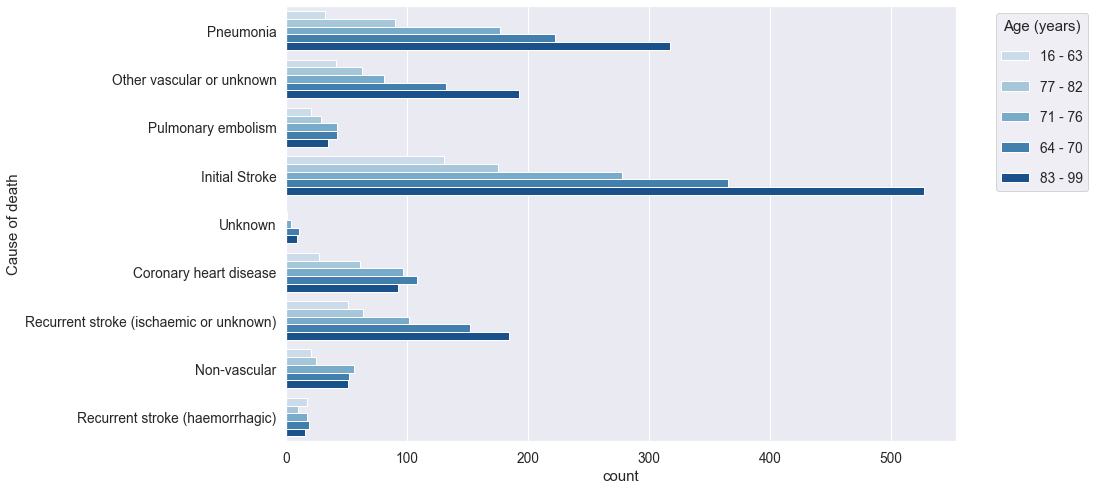 Cause of death
Pneumonia
Other vascular or unknown
Pulmonary embolism
Initial Stroke
Unknown
Coronary heart disease
Recurrent stroke (ischaemic or unknown)
Non-vascular
Recurrent stroke (haemorrhagic)
0 100 200 300 400 500
count
Age (years)
16 - 63
77 - 82
71 - 76
64 - 70
83 - 99